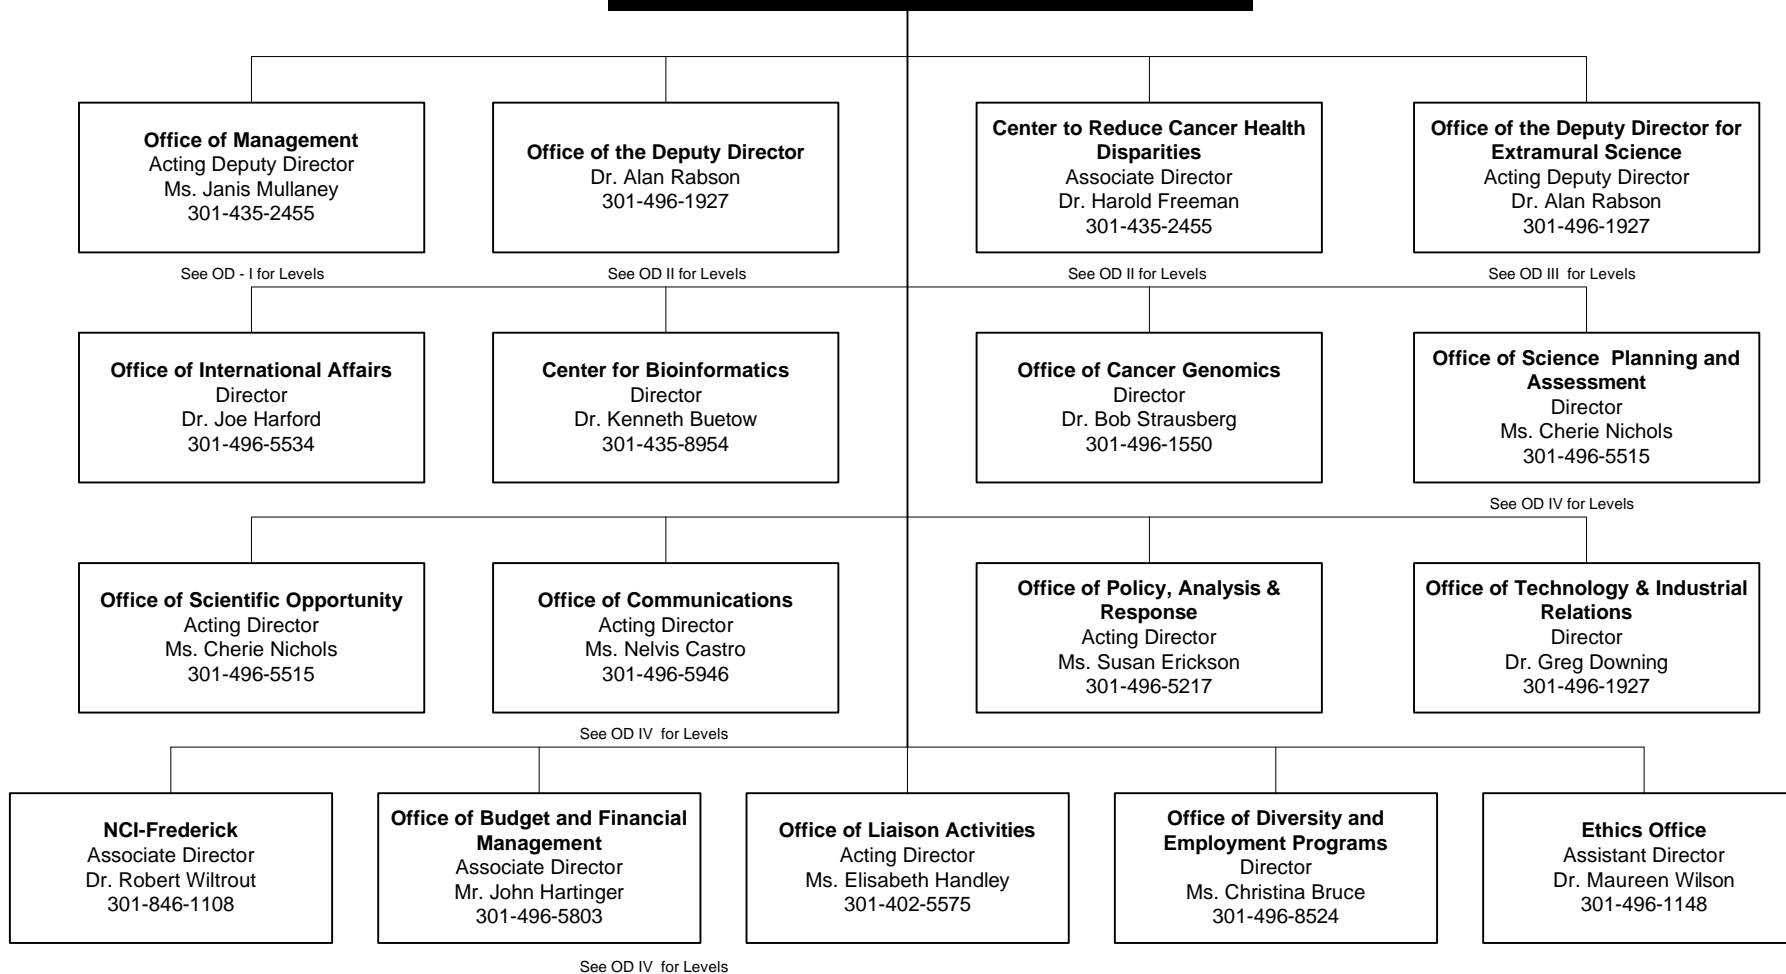 Office of Management
Acting Deputy Director
Ms. Janis Mullaney
301-435-2455
See OD - I for Levels
Office of the Deputy Director
Dr. Alan Rabson
301-496-1927
See OD II for Levels
Center to Reduce Cancer Health
Disparities
Associate Director
Dr. Harold Freeman
301-435-2455
See OD II for Levels
Office of the Deputy Director for
Extramural Science
Acting Deputy Director
Dr. Alan Rabson
301-496-1927
See OD III for Levels
Office of International Affairs
Director
Dr. Joe Harford
301-496-5534
Center for Bioinformatics
Director
Dr. Kenneth Buetow
301-435-8954
Office of Cancer Genomics
Director
Dr. Bob Strausberg
301-496-1550
Office of Science Planning and
Assessment
Director
Ms. Cherie Nichols
301-496-5515
See OD IV for Levels
Office of Scientific Opportunity
Acting Director
Ms. Cherie Nichols
301-496-5515
Office of Communications
Acting Director
Ms. Nelvis Castro
301-496-5946
See OD IV for Levels
Office of Policy, Analysis &
Response
Acting Director
Ms. Susan Erickson
301-496-5217
Office of Technology & Industrial
Relations
Director
Dr. Greg Downing
301-496-1927
NCI-Frederick
Associate Director
Dr. Robert Wiltrout
301-846-1108
Office of Budget and Financial
Management
Associate Director
Mr. John Hartinger
301-496-5803
See OD IV for Levels
Office of Liaison Activities
Acting Director
Ms. Elisabeth Handley
301-402-5575
Office of Diversity and
Employment Programs
Director
Ms. Christina Bruce
301-496-8524
Ethics Office
Assistant Director
Dr. Maureen Wilson
301-496-1148